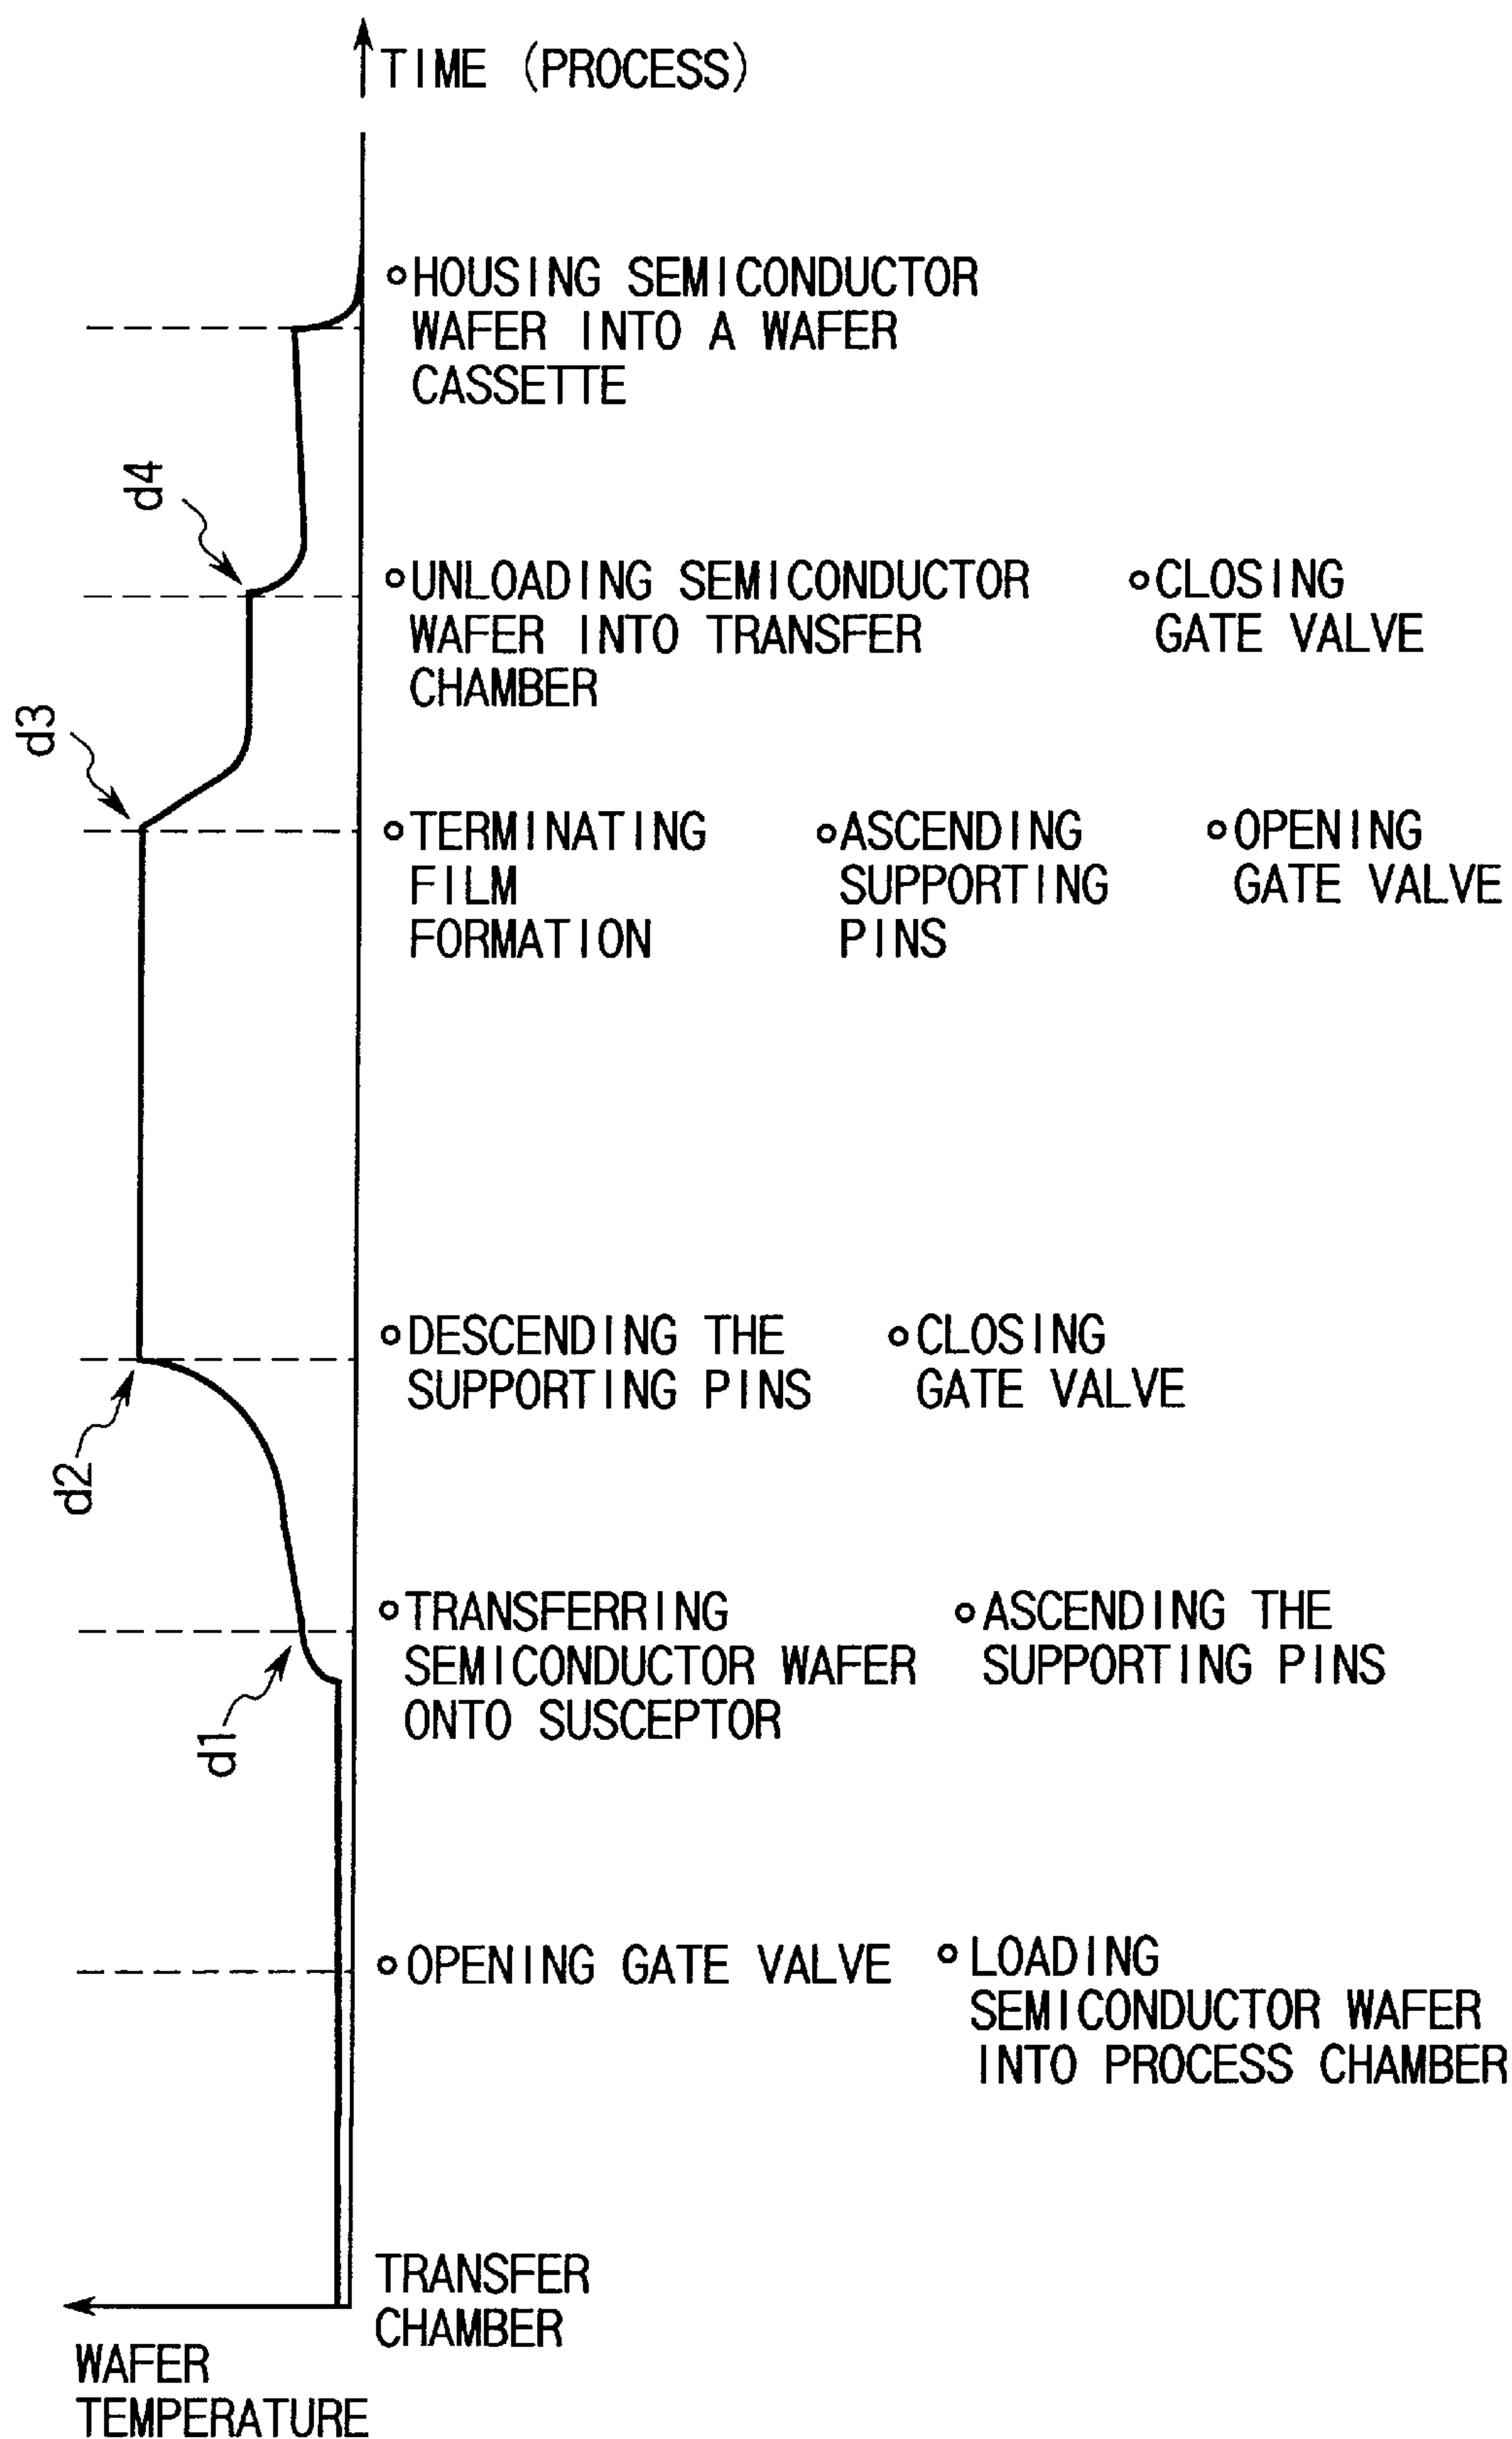 TIME (PROCESS)
HOUSING SEMICONDUCTOR
WAFER INTO A WAFER
CASSETTE
d4
UNLOADING SEMICONDUCTOR
WAFER INTO TRANSFER
CHAMBER
CLOSING
GATE VALVE
d3
TERMINATING
FILM
FORMATION
ASCENDING
SUPPORTING
PINS
OPENING
GATE VALVE
DESCENDING THE
SUPPORTING PINS
CLOSING
GATE VALVE
d2
TRANSFERRING
SEMICONDUCTOR WAFER
ONTO SUSCEPTOR
ASCENDING THE
SUPPORTING PINS
d1
OPENING GATE VALVE
LOADING
SEMICONDUCTOR WAFER
INTO PROCESS CHAMBER
TRANSFER
CHAMBER
WAFER
TEMPERATURE